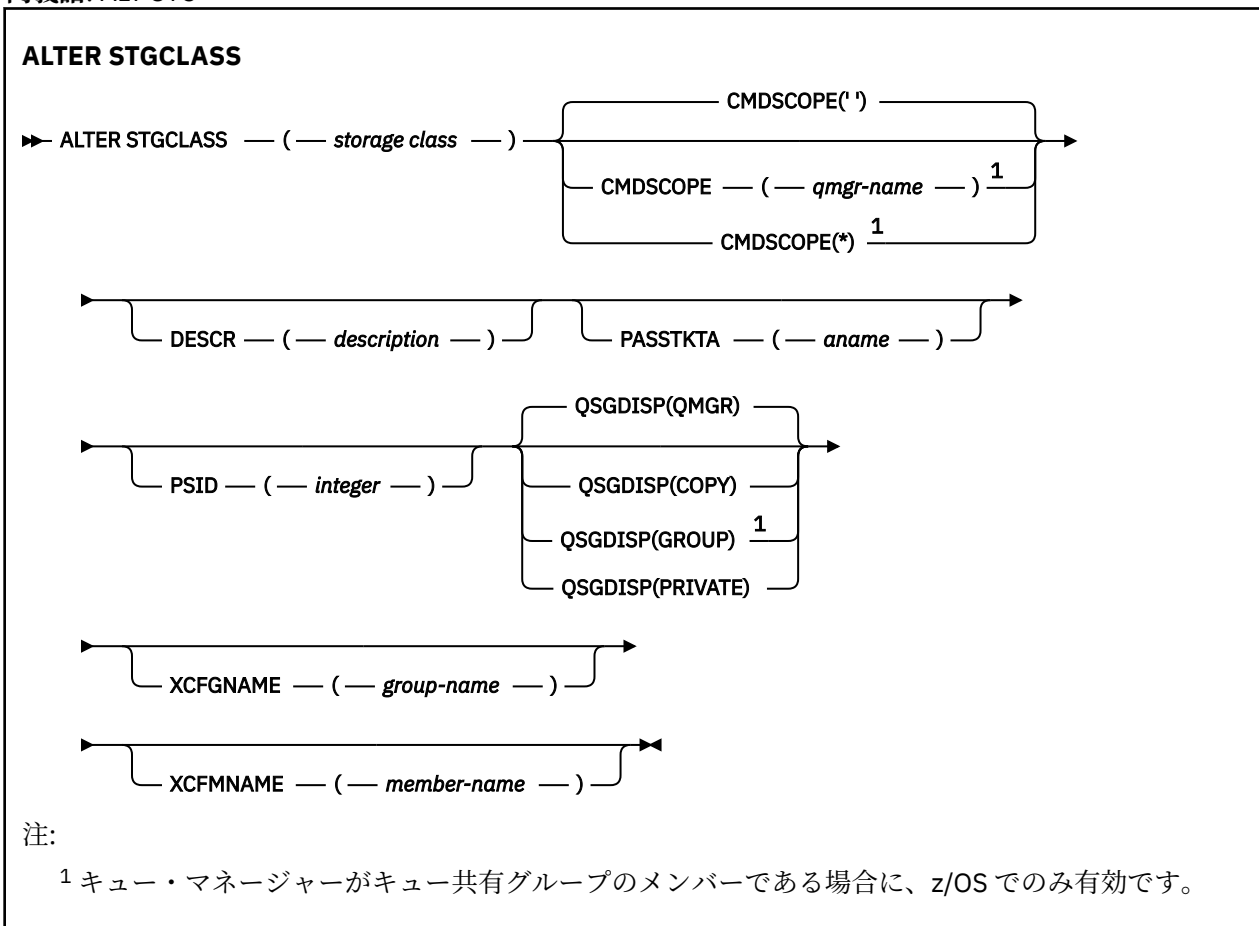 ALTER STGCLASS
CMDSCOPE(' ')
ALTER STGCLASS ( storage class )
CMDSCOPE ( qmgr-name ) 1
CMDSCOPE(*) 1
DESCR ( description ) PASSTKTA ( aname )
QSGDISP(QMGR)
PSID ( integer ) QSGDISP(COPY)
QSGDISP(GROUP) 1
QSGDISP(PRIVATE)
XCFGNAME ( group-name )
XCFMNAME ( member-name )
注:
1 キュー・マネージャーがキュー共有グループのメンバーである場合に、z/OS でのみ有効です。